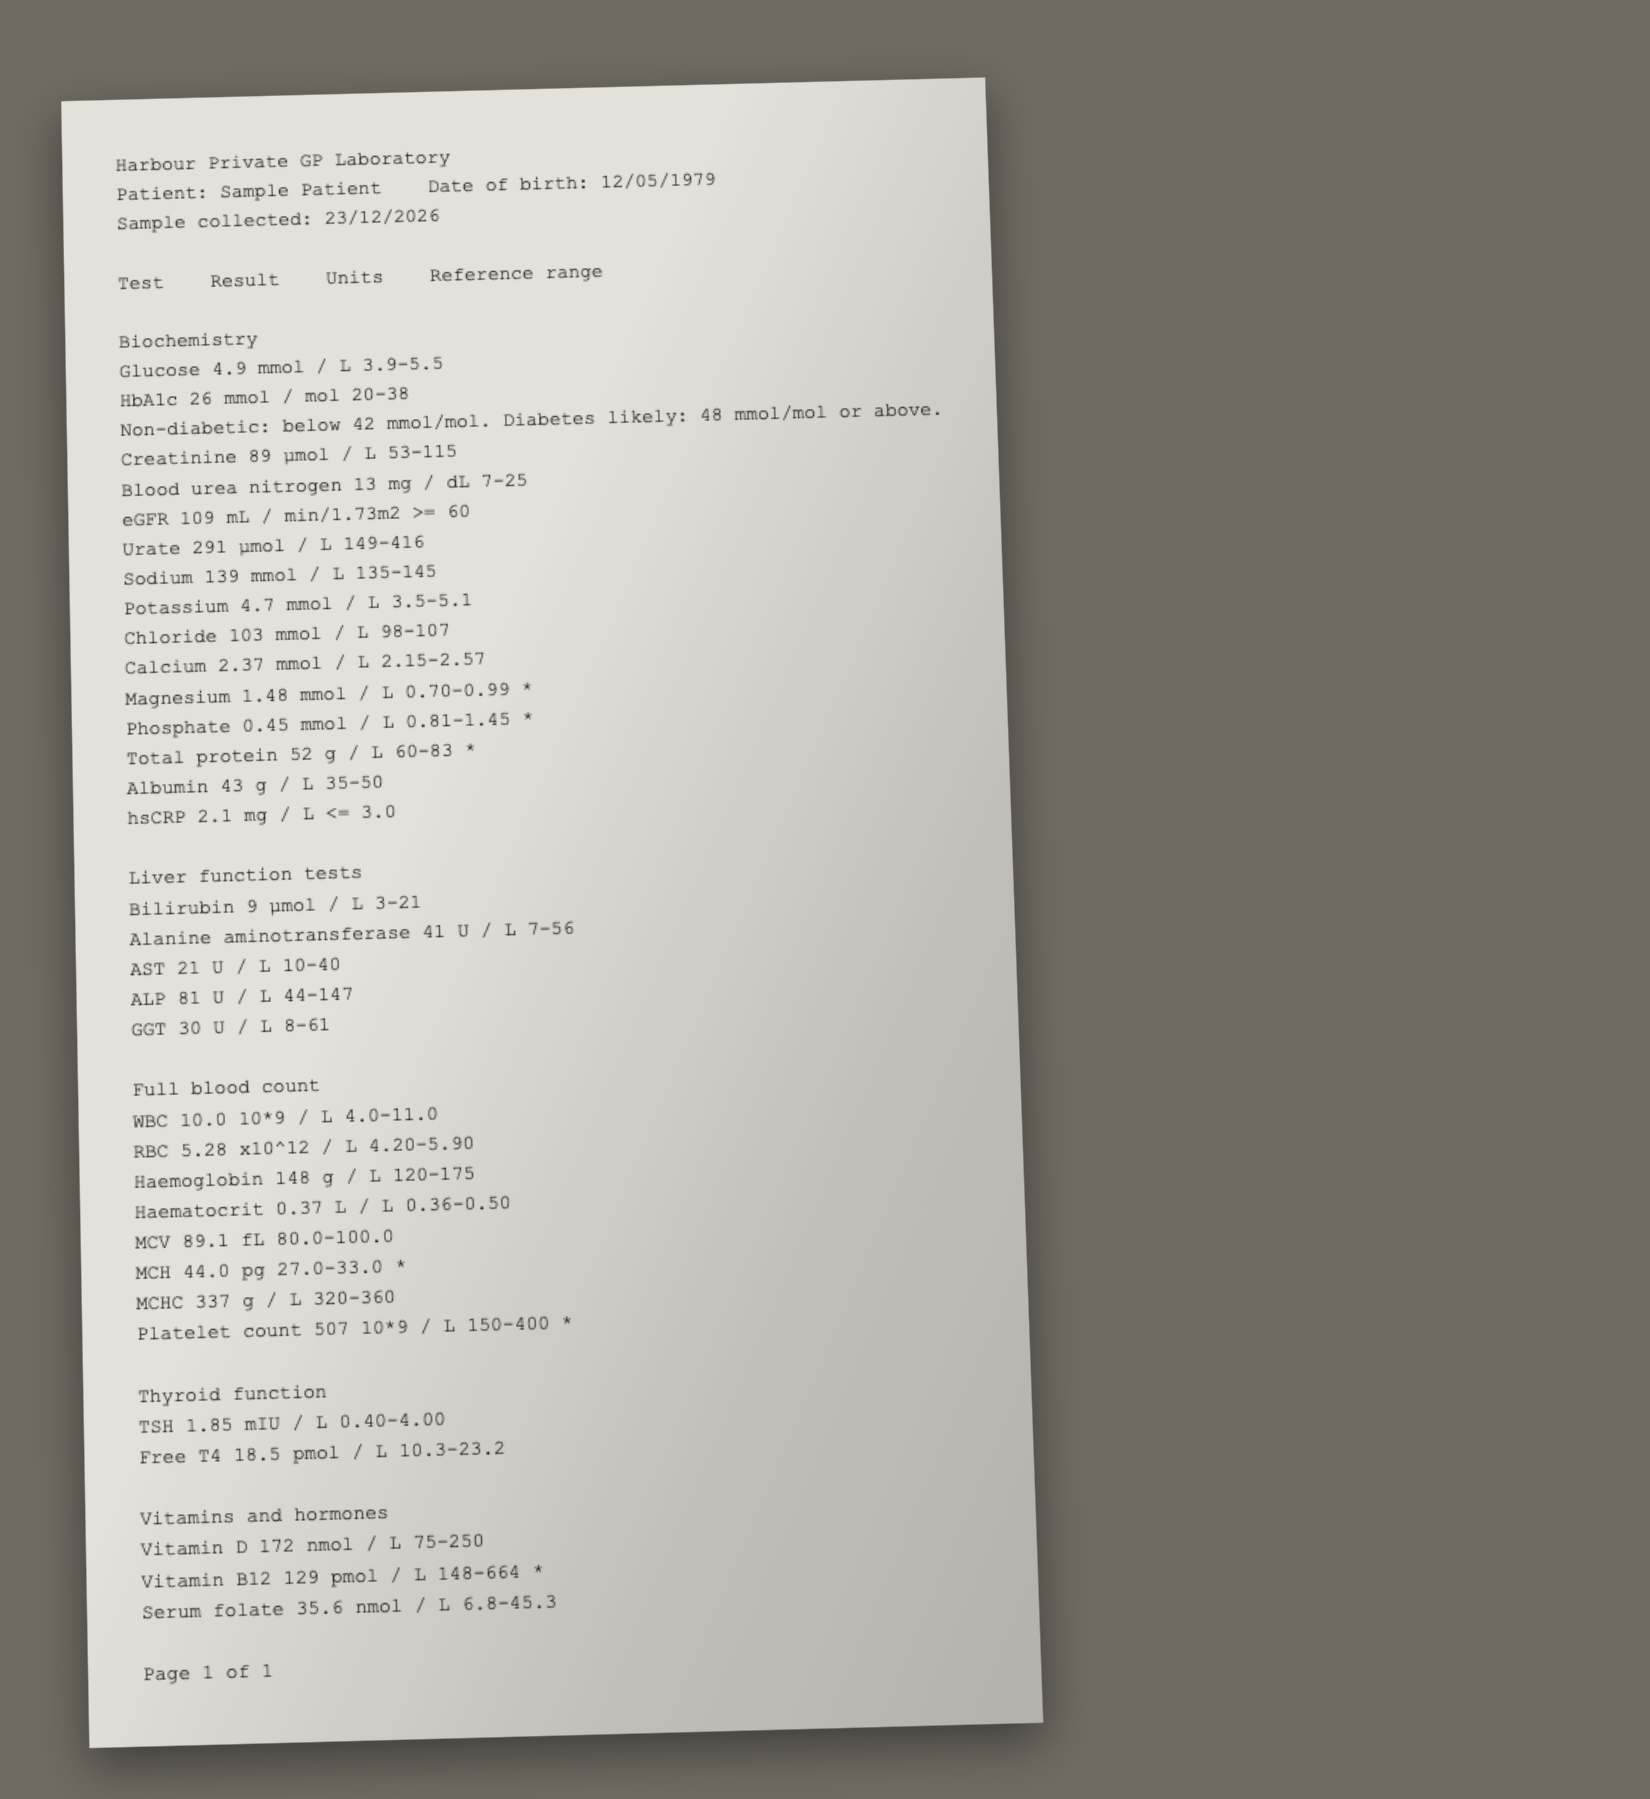 Harbour Private GP Laboratory
Patient: Sample Patient    Date of birth: 12/05/1979
Sample collected: 23/12/2026
Test    Result    Units    Reference range
Biochemistry
Glucose 4.9 mmol / L 3.9-5.5
HbA1c 26 mmol / mol 20-38
Non-diabetic: below 42 mmol/mol. Diabetes likely: 48 mmol/mol or above.
Creatinine 89 µmol / L 53-115
Blood urea nitrogen 13 mg / dL 7-25
eGFR 109 mL / min/1.73m2 >= 60
Urate 291 µmol / L 149-416
Sodium 139 mmol / L 135-145
Potassium 4.7 mmol / L 3.5-5.1
Chloride 103 mmol / L 98-107
Calcium 2.37 mmol / L 2.15-2.57
Magnesium 1.48 mmol / L 0.70-0.99 *
Phosphate 0.45 mmol / L 0.81-1.45 *
Total protein 52 g / L 60-83 *
Albumin 43 g / L 35-50
hsCRP 2.1 mg / L <= 3.0
Liver function tests
Bilirubin 9 µmol / L 3-21
Alanine aminotransferase 41 U / L 7-56
AST 21 U / L 10-40
ALP 81 U / L 44-147
GGT 30 U / L 8-61
Full blood count
WBC 10.0 10*9 / L 4.0-11.0
RBC 5.28 x10^12 / L 4.20-5.90
Haemoglobin 148 g / L 120-175
Haematocrit 0.37 L / L 0.36-0.50
MCV 89.1 fL 80.0-100.0
MCH 44.0 pg 27.0-33.0 *
MCHC 337 g / L 320-360
Platelet count 507 10*9 / L 150-400 *
Thyroid function
TSH 1.85 mIU / L 0.40-4.00
Free T4 18.5 pmol / L 10.3-23.2
Vitamins and hormones
Vitamin D 172 nmol / L 75-250
Vitamin B12 129 pmol / L 148-664 *
Serum folate 35.6 nmol / L 6.8-45.3
Page 1 of 1